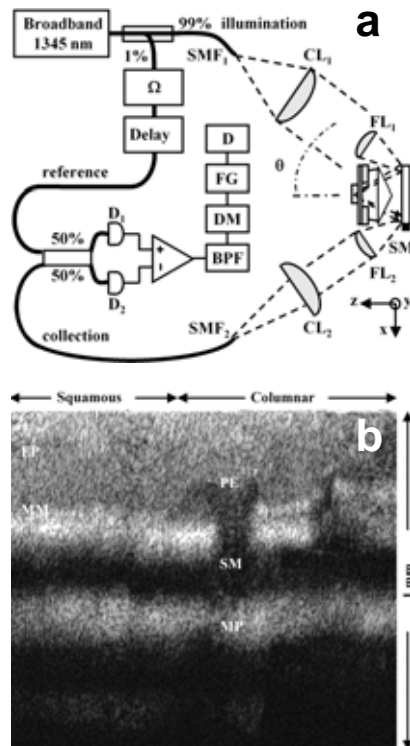 a
Broadband
1345 nm
99% illumination
1%
SMF1
CL1
Ω
FL1
Delay
D
θ
FG
reference
DM
D1
50%
+
50%
-
BPF
SM
D2
FL2
SMF2
collection
CL2
z
y
x
b
Squamous
Columnar
EP
PE
MM
SM
MP
1 mm